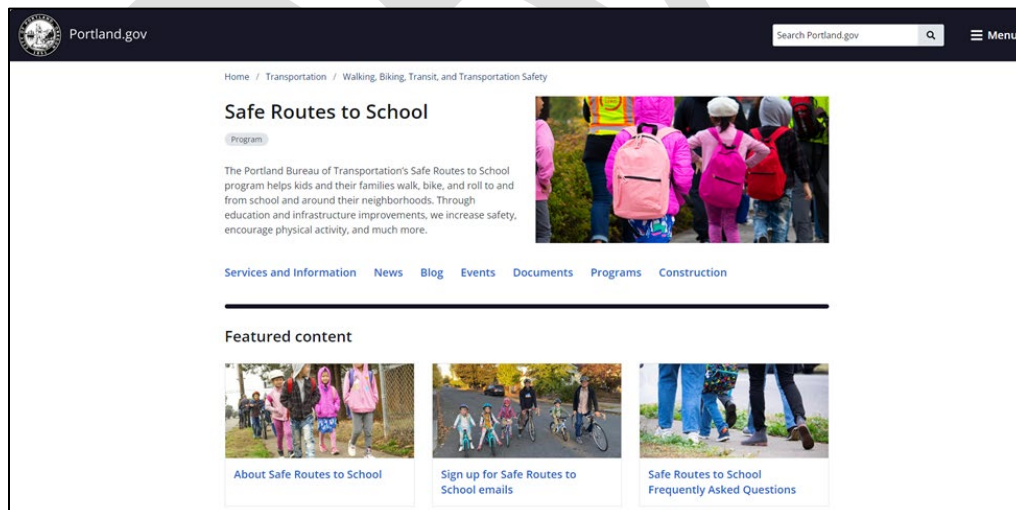 Portland.gov
Search Portland.gov
Menu
Home / Transportation / Walking, Biking, Transit, and Transportation Safety
Safe Routes to School
Program
The Portland Bureau of Transportation's Safe Routes to School
program helps kids and their families walk, bike, and roll to and
from school and around their neighborhoods. Through
education and infrastructure improvements, we increase safety,
encourage physical activity, and much more.
Services and Information News Blog Events Documents Programs Construction
Featured content
About Safe Routes to School
Sign up for Safe Routes to
School emails
Safe Routes to School
Frequently Asked Questions